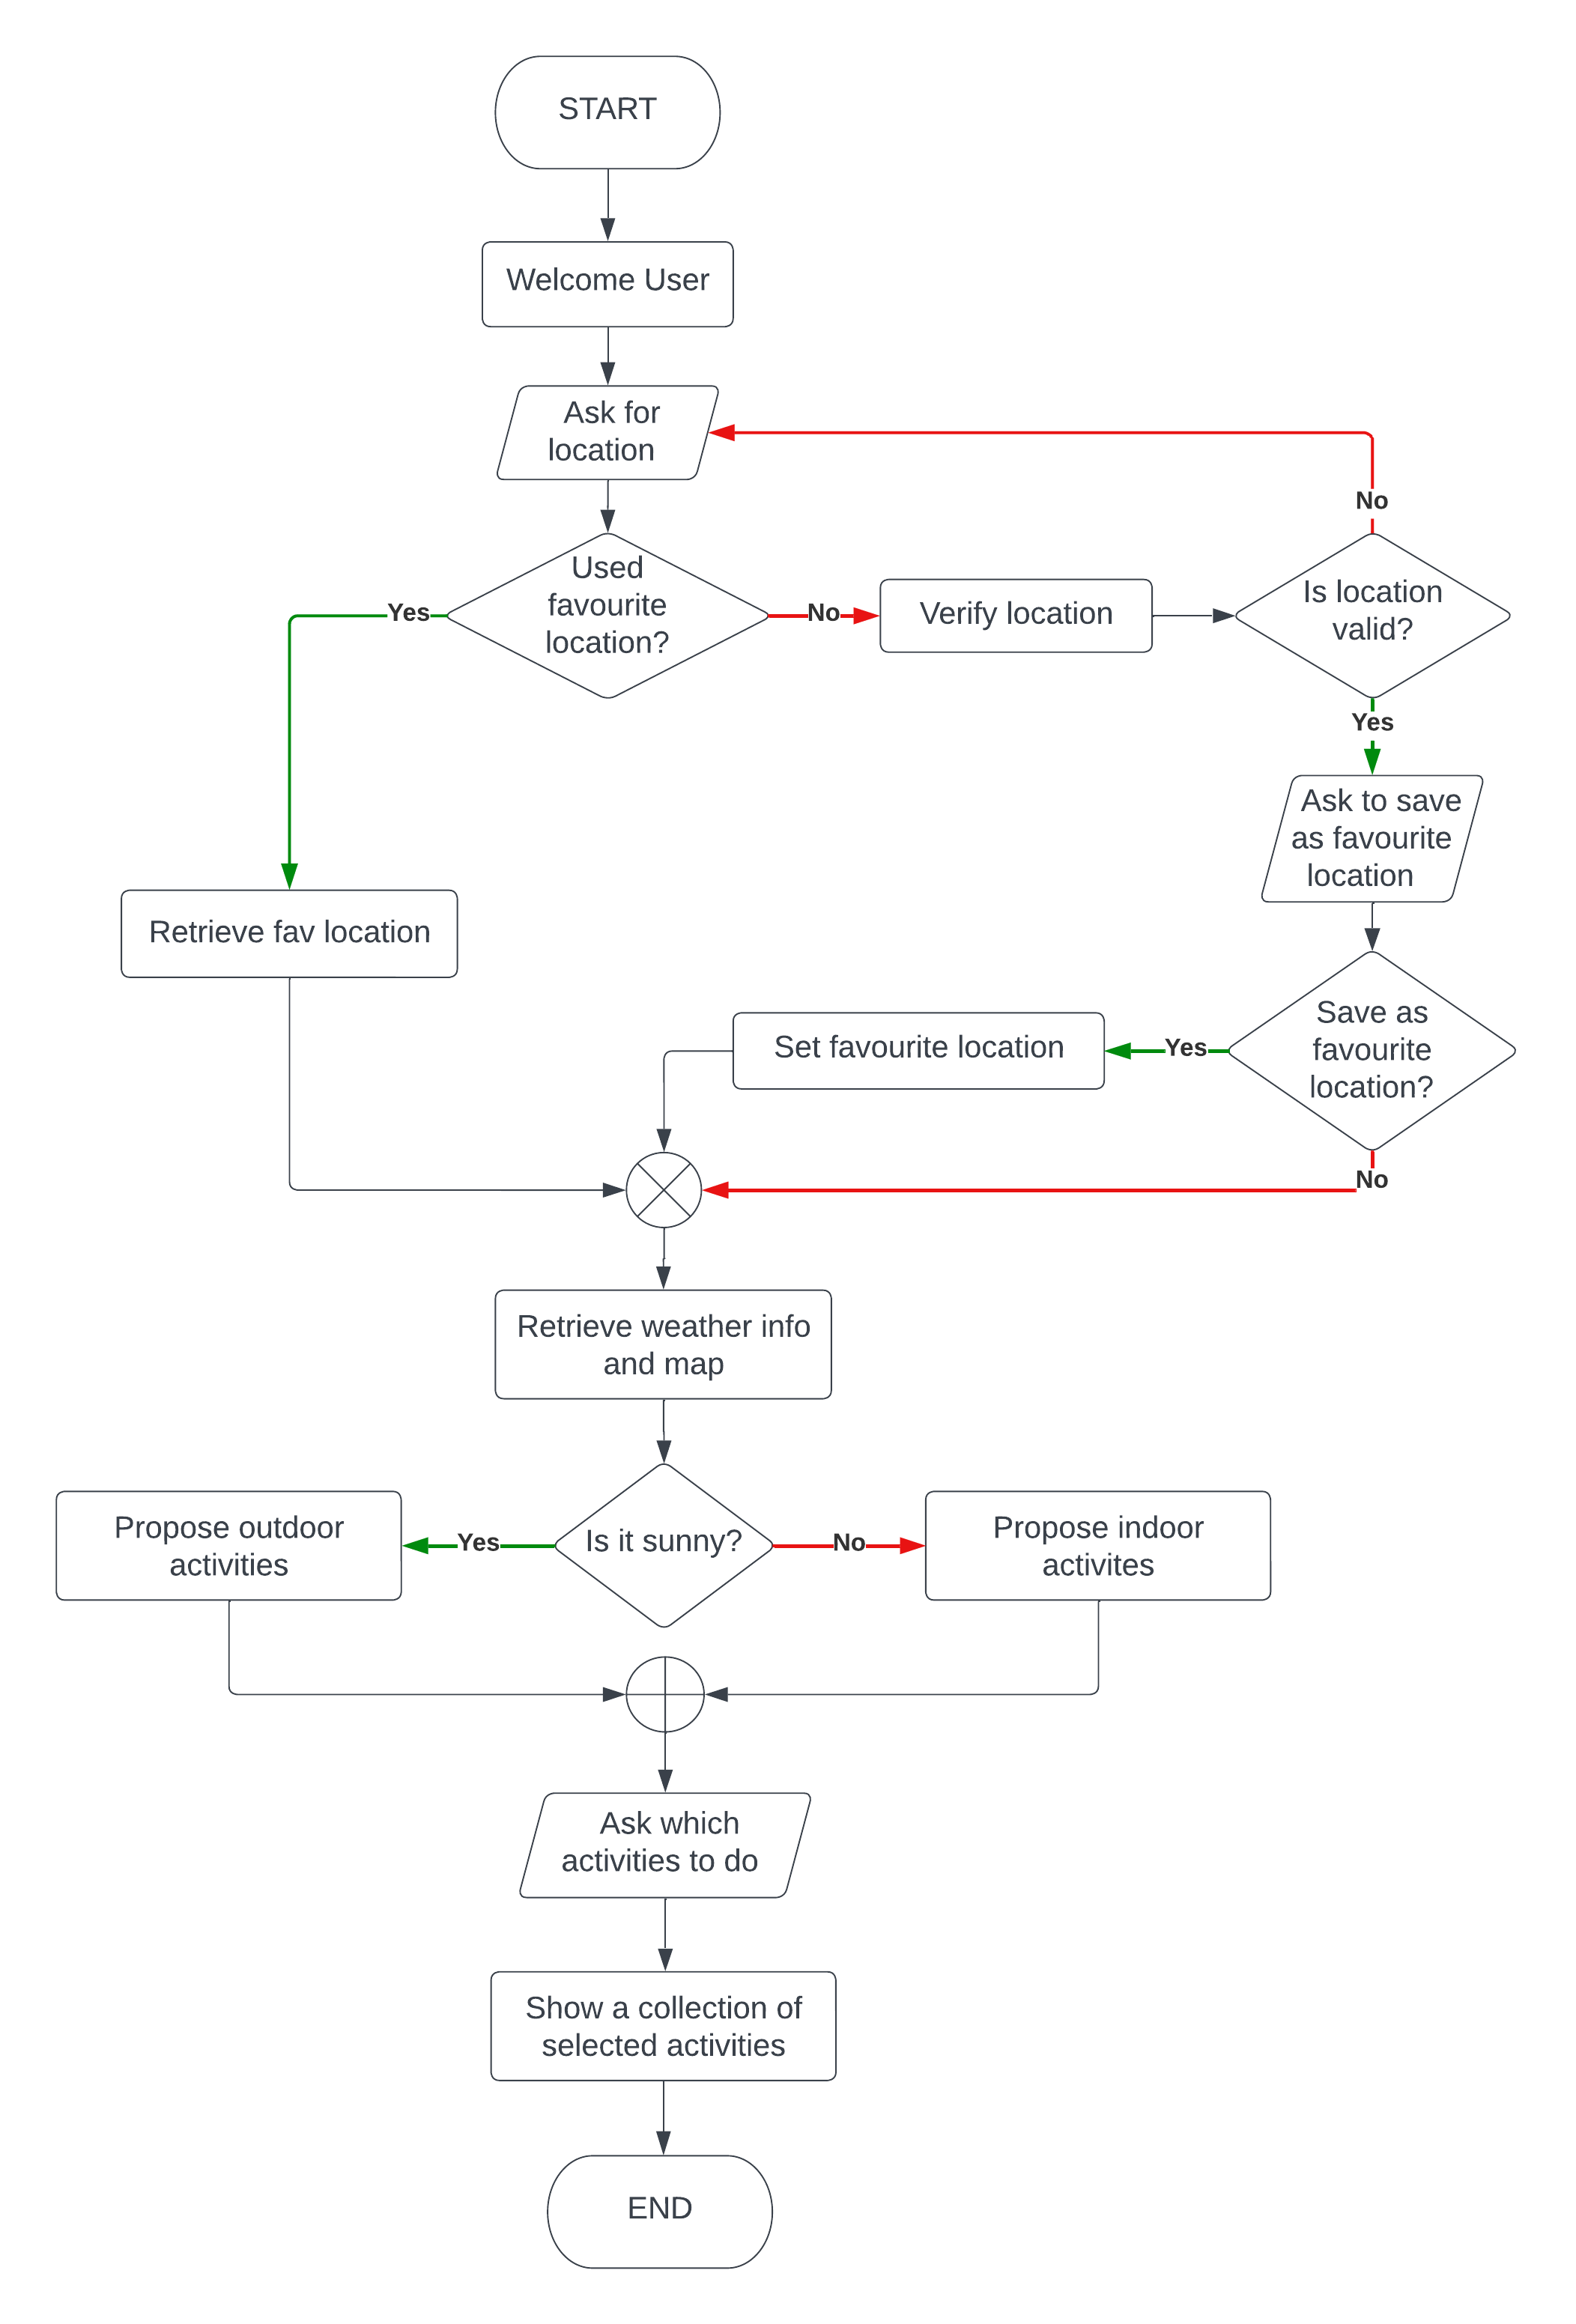 START
Welcome User
Ask for
location
Used
favourite
location?
Yes
No
Verify location
Is location
valid?
No
Yes
Ask to save
as favourite
location
Retrieve fav location
Save as
favourite
location?
Yes
Set favourite location
No
Retrieve weather info
and map
Is it sunny?
Yes
Propose outdoor
activities
No
Propose indoor
activites
Ask which
activities to do
Show a collection of
selected activities
END